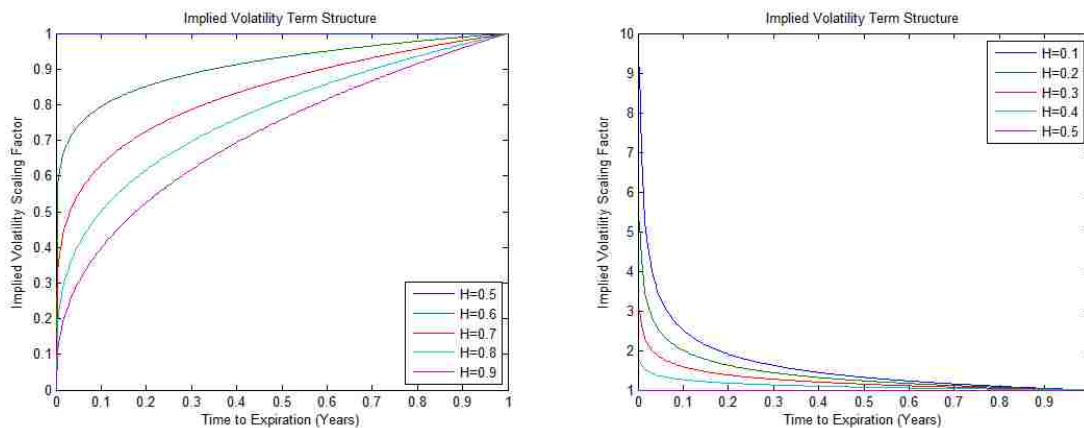 Implied Volatility Term Structure
Implied Volatility Scaling Factor
1
0.9
0.8
0.7
0.6
0.5
0.4
0.3
0.2
0.1
0
H=0.5
H=0.6
H=0.7
H=0.8
H=0.9
0 0.1 0.2 0.3 0.4 0.5 0.6 0.7 0.8 0.9 1
Time to Expiration (Years)
Implied Volatility Term Structure
Implied Volatility Scaling Factor
10
9
8
7
6
5
4
3
2
1
H=0.1
H=0.2
H=0.3
H=0.4
H=0.5
0 0.1 0.2 0.3 0.4 0.5 0.6 0.7 0.8 0.9
Time to Expiration (Years)